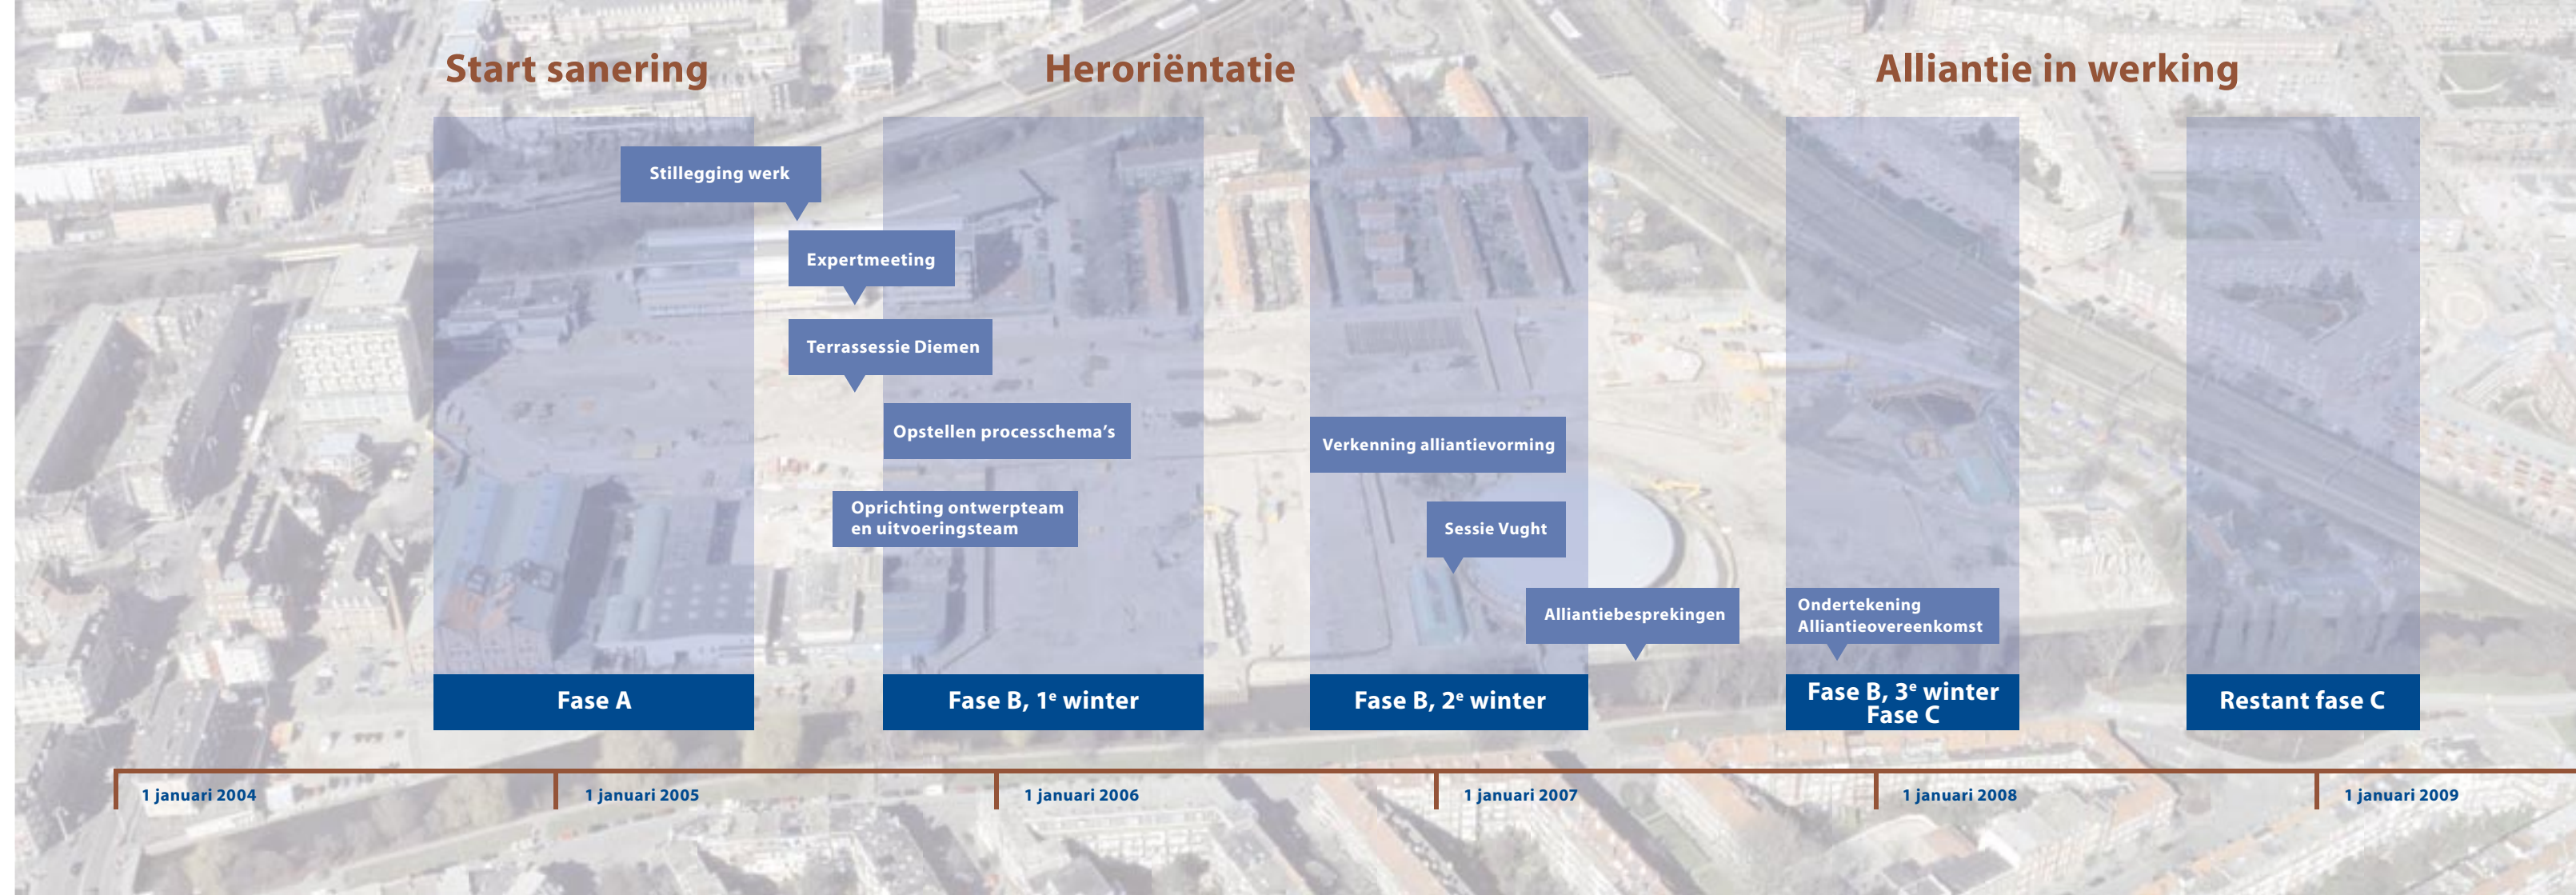 Start sanering
Heroriëntatie
Alliantie in werking
Stillegging werk
Expertmeeting
Terrassessie Diemen
Opstellen processchema’s
Oprichting ontwerpteam
en uitvoeringsteam
Verkenning alliantievorming
Sessie Vught
Alliantiebesprekingen
Ondertekening
Alliantieovereenkomst
Fase A
Fase B, 1e winter
Fase B, 2e winter
Fase B, 3e winter
Fase C
Restant fase C
1 januari 2004
1 januari 2005
1 januari 2006
1 januari 2007
1 januari 2008
1 januari 2009